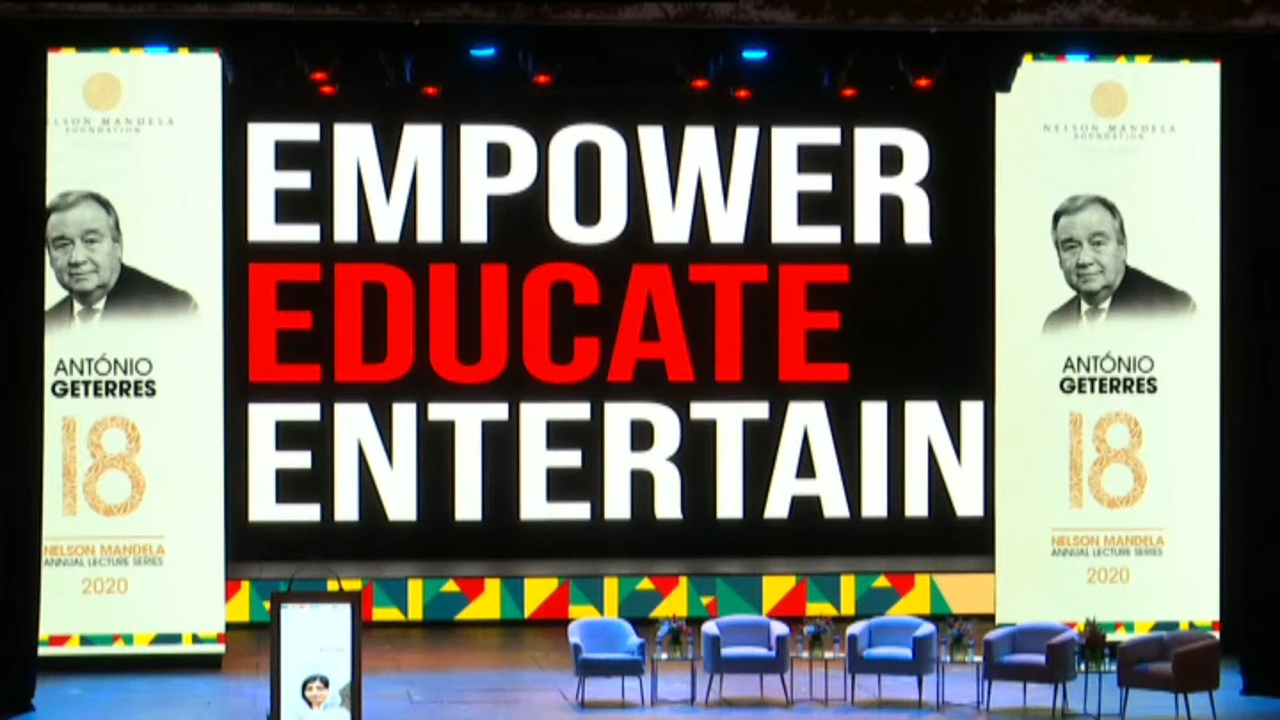 LSON MANDELA
FOUNDATION
ANTÓNIO
GETERRES
18
NELSON MANDELA
ANNUAL LECTURE SERIES
2020
EMPOWER
EDUCATE
ENTERTAIN
NELSON MANDELA
FOUNDATION
ANTÓNIO
GETERRES
18
NELSON MANDELA
ANNUAL LECTURE SERIES
2020